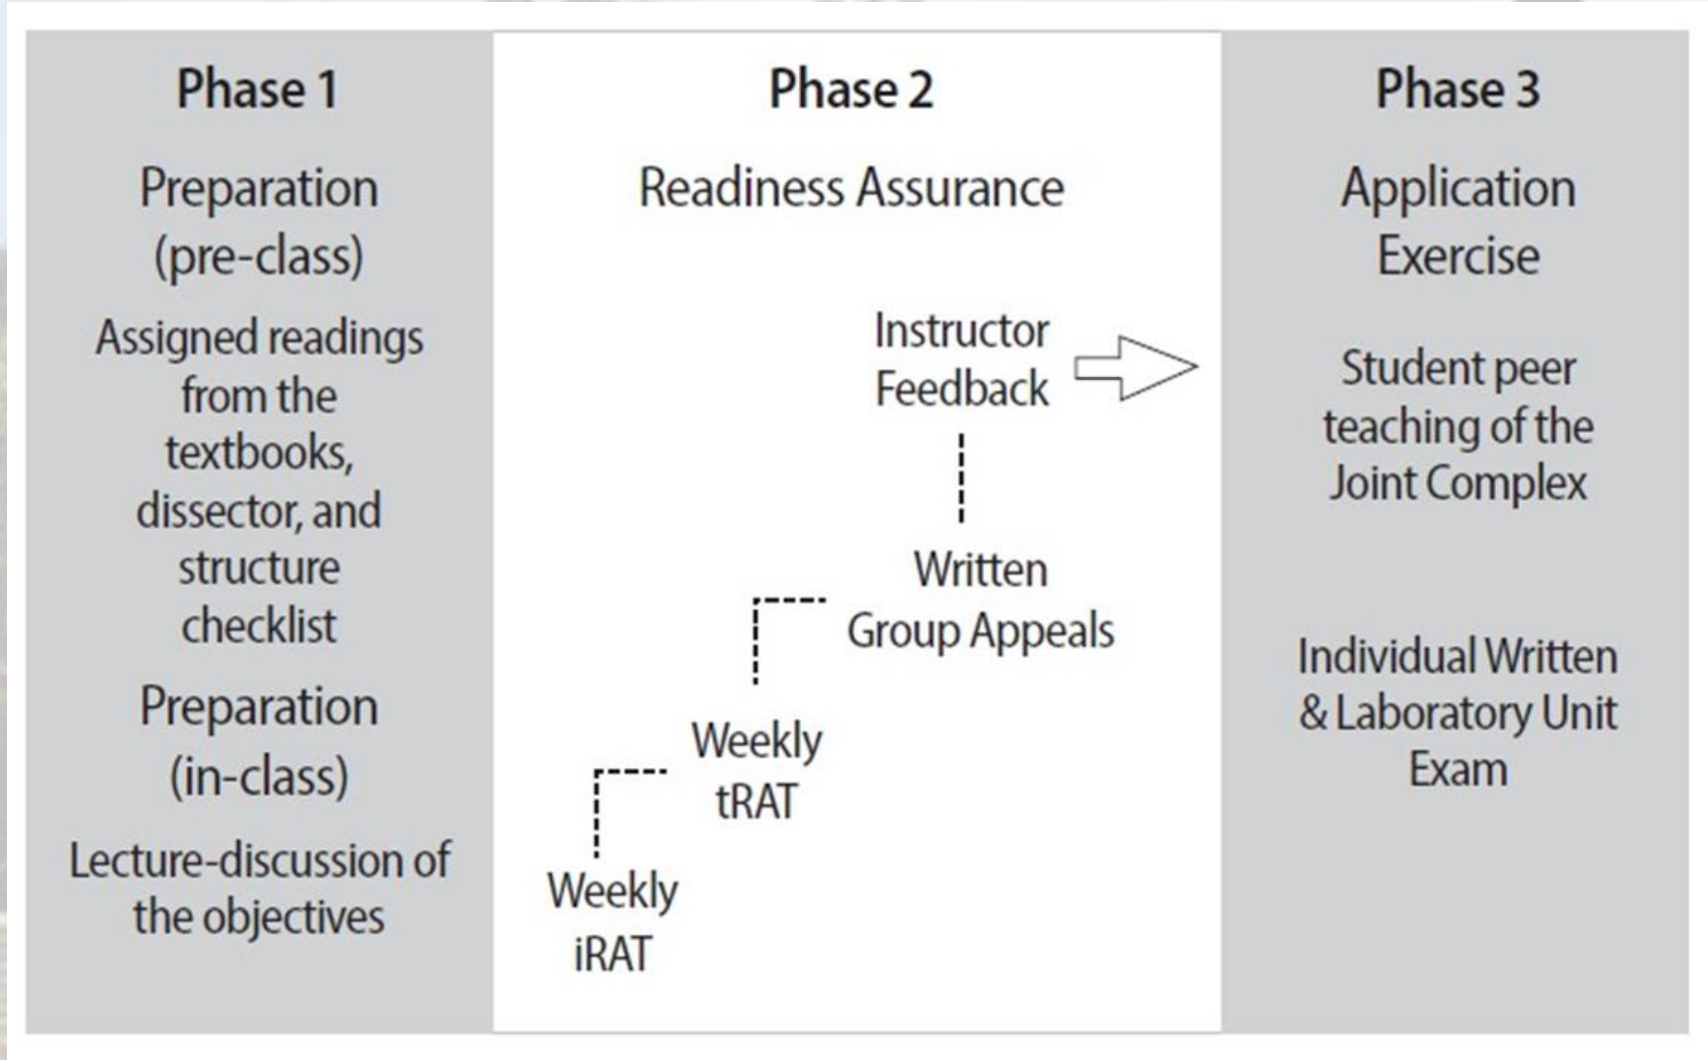 Phase 1
Preparation
(pre-class)
Assigned readings
from the
textbooks,
dissector, and
structure
checklist
Preparation
(in-class)
Lecture-discussion of
the objectives
Phase 2
Readiness Assurance
Instructor
Feedback
Written
Group Appeals
Weekly
tRAT
Weekly
iRAT
Phase 3
Application
Exercise
Student peer
teaching of the
Joint Complex
Individual Written
& Laboratory Unit
Exam